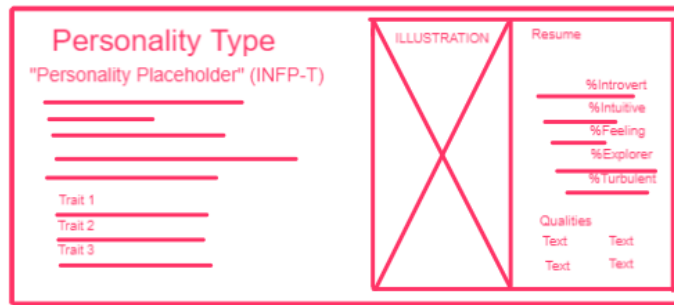 Personality Type
"Personality Placeholder" (INFP-T)
Trait 1
Trait 2
Trait 3
ILLUSTRATION
Resume
%Introvert
%Intuitive
%Feeling
%Explorer
%Turbulent
Qualities
Text Text
Text Text